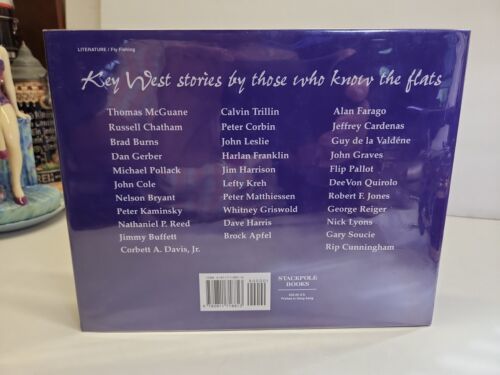 LITERATURE / Fly Fishing
Key West stories by those who know the flats
Thomas McGuane
Russell Chatham
Brad Burns
Dan Gerber
Michael Pollack
John Cole
Nelson Bryant
Peter Kaminsky
Nathaniel P. Reed
Jimmy Buffett
Corbett A. Davis, Jr.
Calvin Trillin
Peter Corbin
John Leslie
Harlan Franklin
Jim Harrison
Lefty Kreh
Peter Matthiessen
Whitney Griswold
Dave Harris
Brock Apfel
Alan Farago
Jeffrey Cardenas
Guy de la Valdéne
John Graves
Flip Pallot
DeeVon Quirolo
Robert F. Jones
George Reiger
Nick Lyons
Gary Soucie
Rip Cunningham
STACKPOLE
BOOKS
Printed in Hong Kong